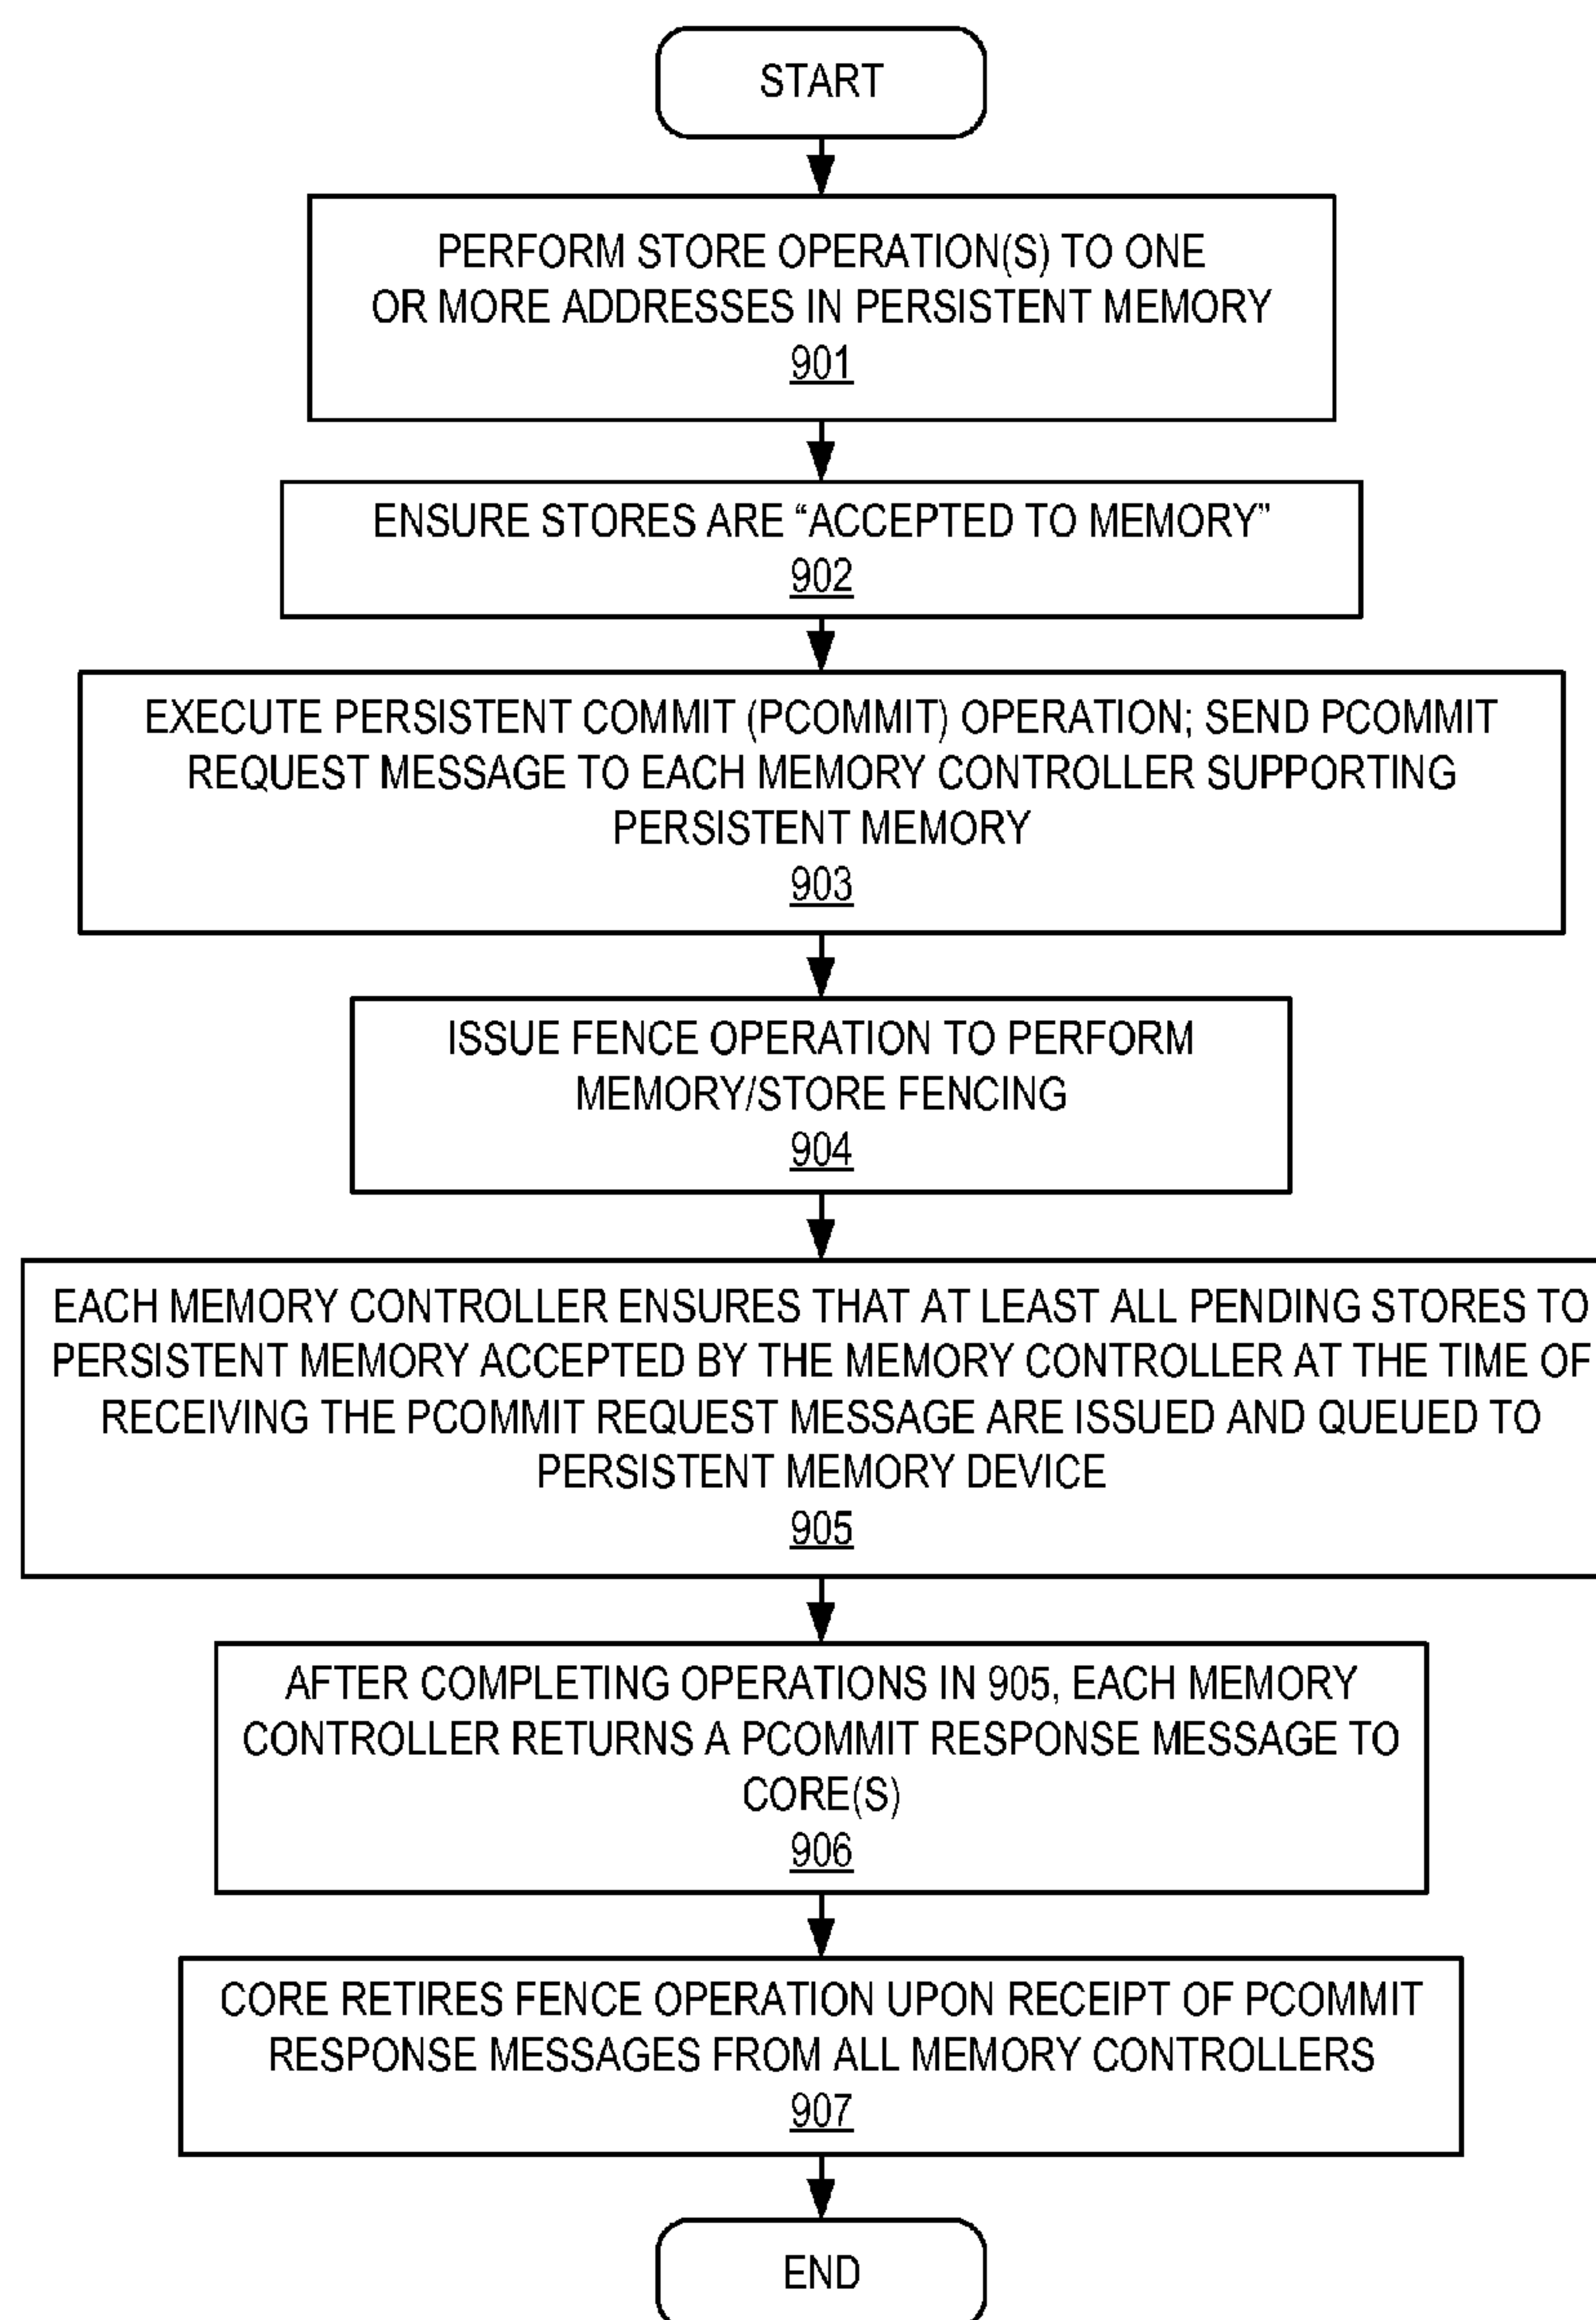 START
PERFORM STORE OPERATION(S) TO ONE
OR MORE ADDRESSES IN PERSISTENT MEMORY
901
ENSURE STORES ARE “ACCEPTED TO MEMORY”
902
EXECUTE PERSISTENT COMMIT (PCOMMIT) OPERATION; SEND PCOMMIT
REQUEST MESSAGE TO EACH MEMORY CONTROLLER SUPPORTING
PERSISTENT MEMORY
903
ISSUE FENCE OPERATION TO PERFORM
MEMORY/STORE FENCING
904
EACH MEMORY CONTROLLER ENSURES THAT AT LEAST ALL PENDING STORES TO
PERSISTENT MEMORY ACCEPTED BY THE MEMORY CONTROLLER AT THE TIME OF
RECEIVING THE PCOMMIT REQUEST MESSAGE ARE ISSUED AND QUEUED TO
PERSISTENT MEMORY DEVICE
905
AFTER COMPLETING OPERATIONS IN 905, EACH MEMORY
CONTROLLER RETURNS A PCOMMIT RESPONSE MESSAGE TO
CORE(S)
906
CORE RETIRES FENCE OPERATION UPON RECEIPT OF PCOMMIT
RESPONSE MESSAGES FROM ALL MEMORY CONTROLLERS
907
END